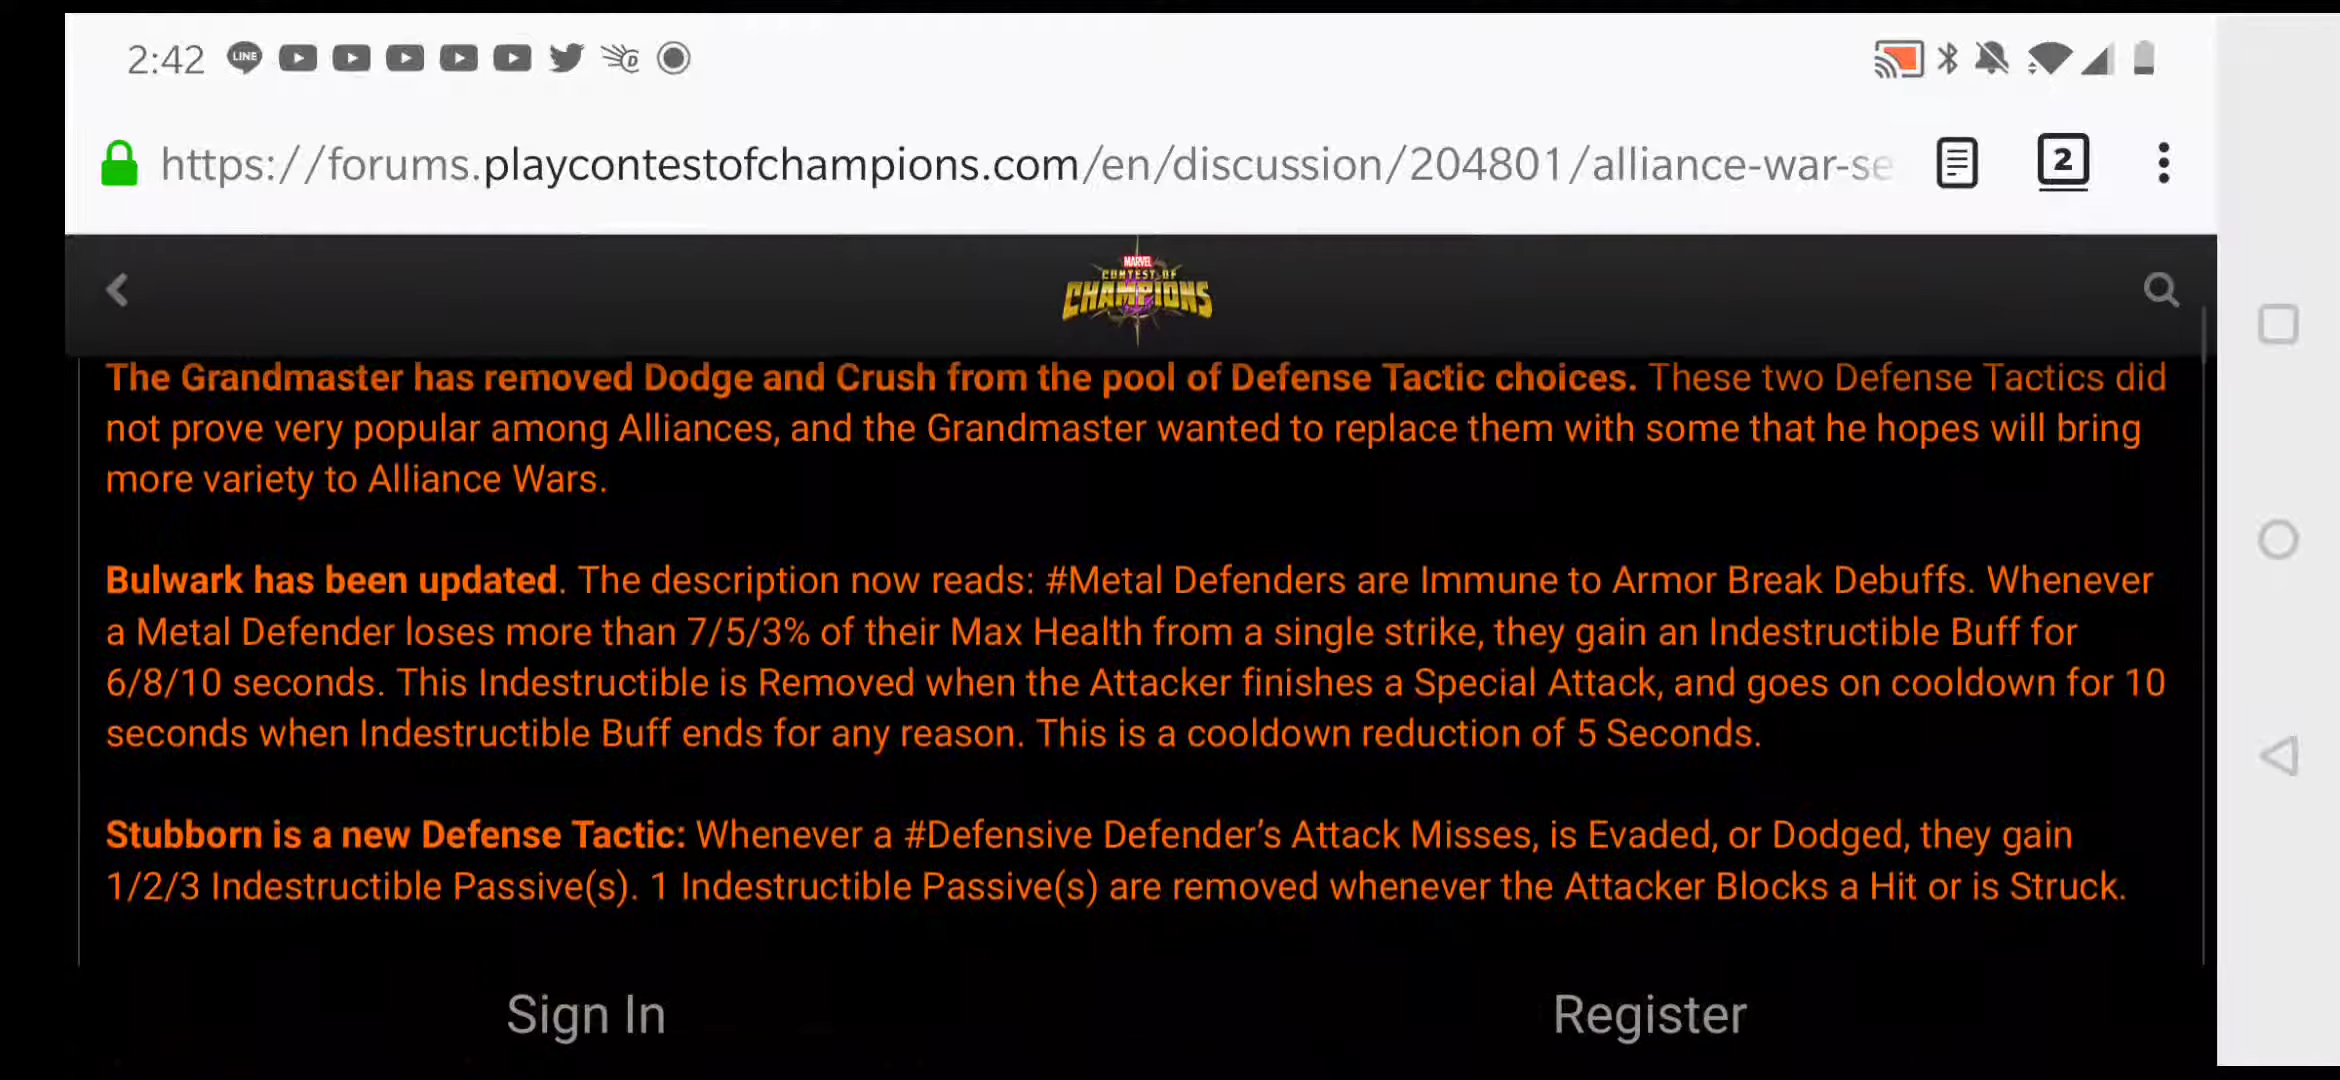 2:42 LINE
https://forums.playcontestofchampions.com/en/discussion/204801/alliance-war-se
2
MARVEL
CONTEST OF
CHAMPIONS
The Grandmaster has removed Dodge and Crush from the pool of Defense Tactic choices. These two Defense Tactics did
not prove very popular among Alliances, and the Grandmaster wanted to replace them with some that he hopes will bring
more variety to Alliance Wars.
Bulwark has been updated. The description now reads: #Metal Defenders are Immune to Armor Break Debuffs. Whenever
a Metal Defender loses more than 7/5/3% of their Max Health from a single strike, they gain an Indestructible Buff for
6/8/10 seconds. This Indestructible is Removed when the Attacker finishes a Special Attack, and goes on cooldown for 10
seconds when Indestructible Buff ends for any reason. This is a cooldown reduction of 5 Seconds.
Stubborn is a new Defense Tactic: Whenever a #Defensive Defender’s Attack Misses, is Evaded, or Dodged, they gain
1/2/3 Indestructible Passive(s). 1 Indestructible Passive(s) are removed whenever the Attacker Blocks a Hit or is Struck.
Sign In
Register